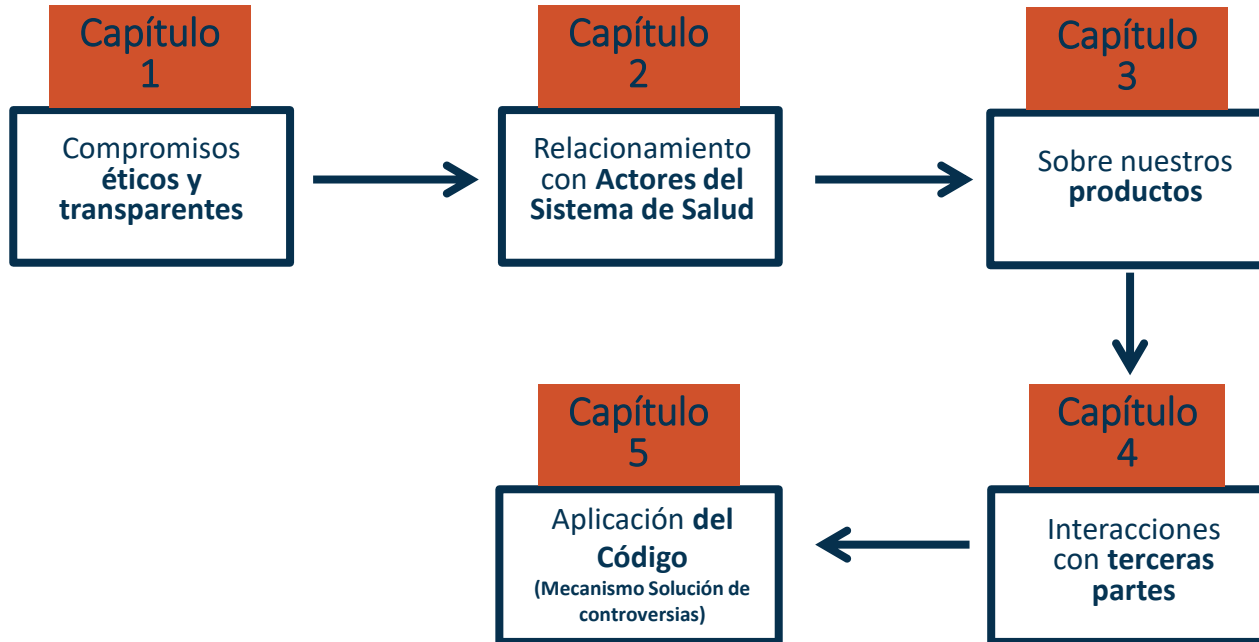 Capítulo
1
Compromisos
éticos y
transparentes
Capítulo
2
Relacionamiento
con Actores del
Sistema de Salud
Capítulo
3
Sobre nuestros
productos
Capítulo
4
Interacciones
con terceras
partes
Capítulo
5
Aplicación del
Código
(Mecanismo Solución de
controversias)